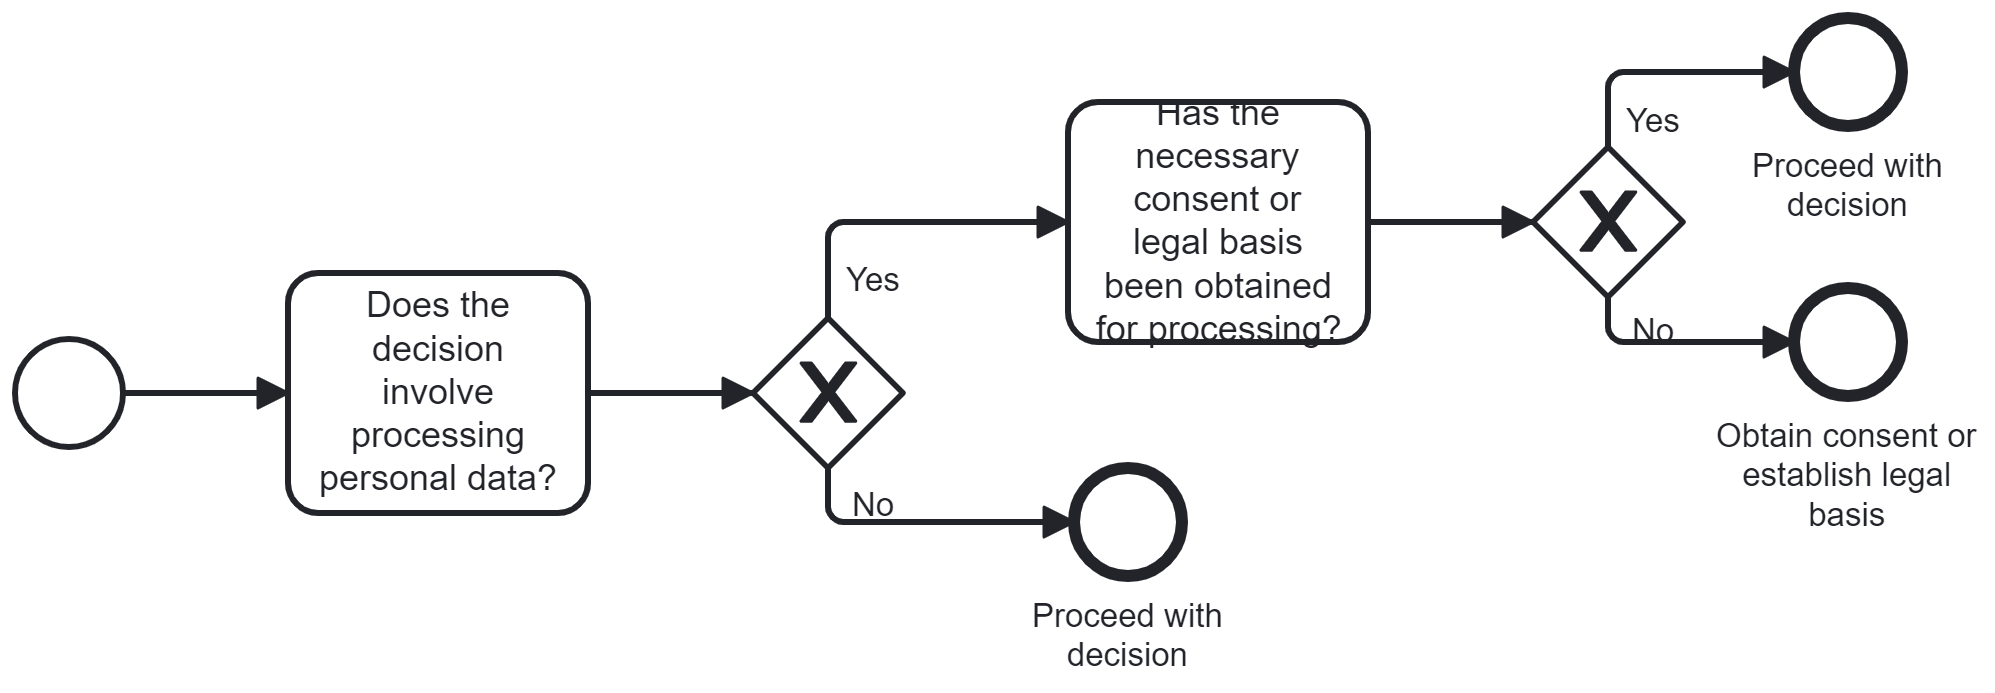 Does the
decision
involve
processing
personal data?
Yes
No
Proceed with
decision
Has the
necessary
consent or
legal basis
been obtained
for processing?
Yes
Proceed with
decision
No
Obtain consent or
establish legal
basis